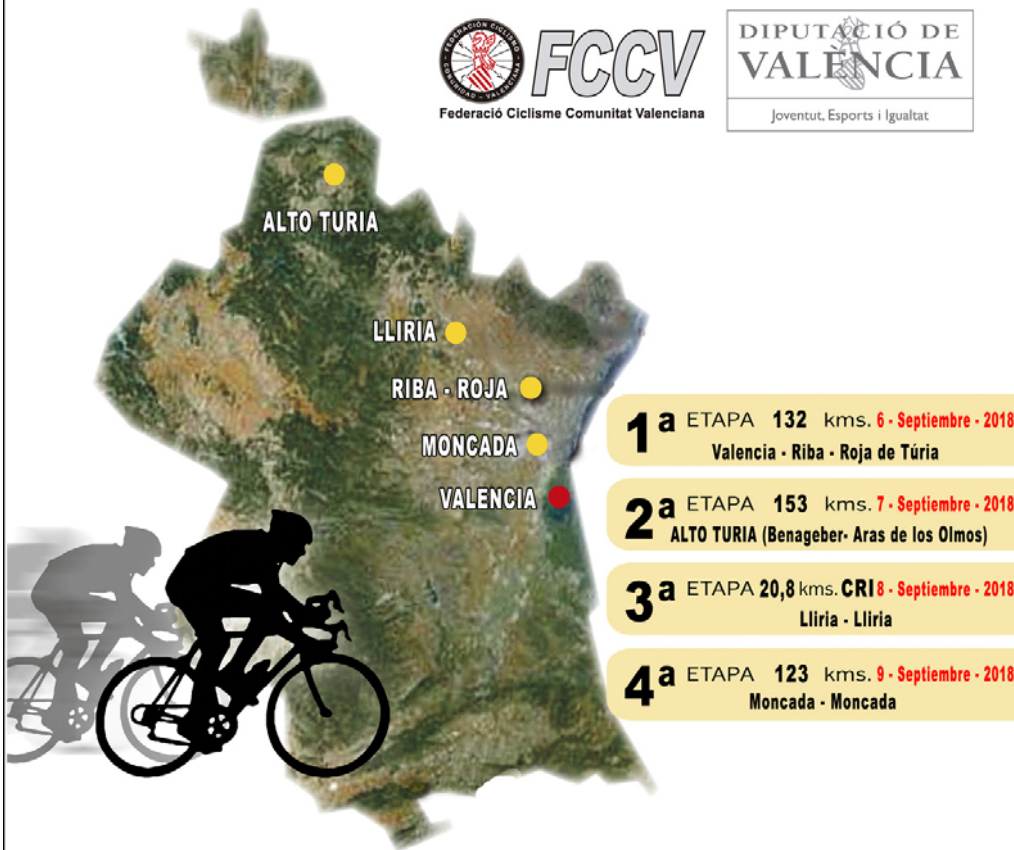 FEDERACIÓN CICLISMO
COMUNIDAD - VALENCIANA
FCCV
Federació Ciclisme Comunitat Valenciana
DIPUTACIÓ DE
VALÈNCIA
Joventut, Esports i Igualtat
ALTO TURIA
LLIRIA
RIBA - ROJA
MONCADA
VALENCIA
1ª ETAPA 132 kms. 6 - Septiembre - 2018
Valencia - Riba - Roja de Túria
2ª ETAPA 153 kms. 7 - Septiembre - 2018
ALTO TURIA (Benageber- Aras de los Olmos)
3ª ETAPA 20,8 kms. CRI 8 - Septiembre - 2018
Lliria - Lliria
4ª ETAPA 123 kms. 9 - Septiembre - 2018
Moncada - Moncada